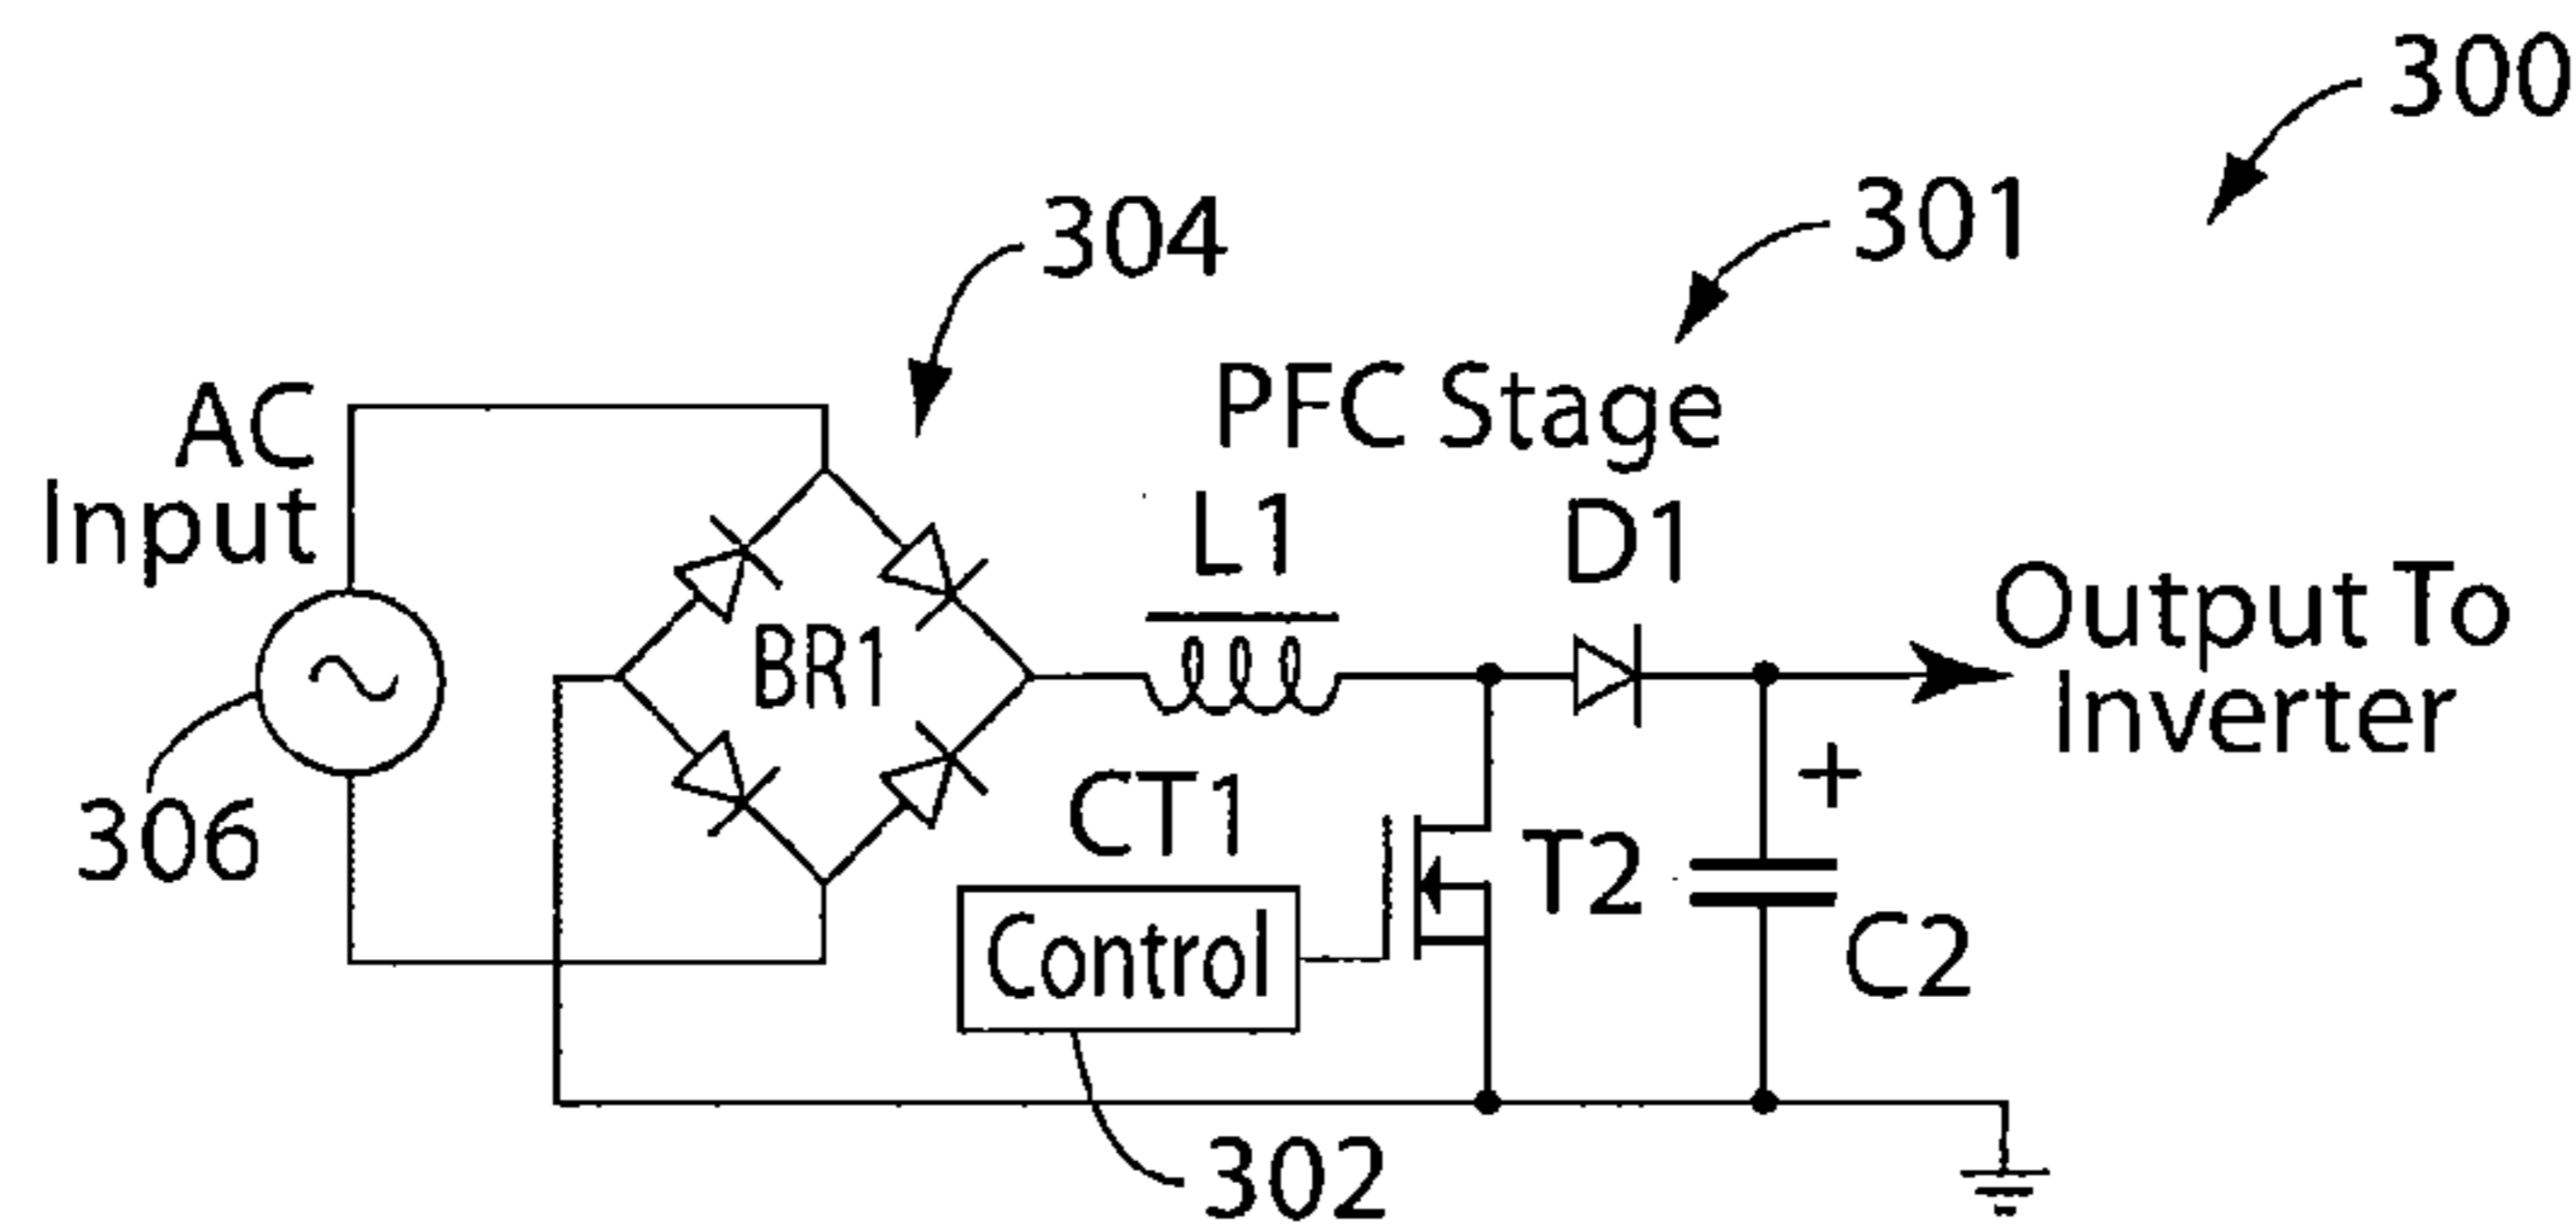 300
301
304
PFC Stage
AC
Input
L1
D1
BR1
Output To
Inverter
+
CT1
T2
306
Control
C2
302